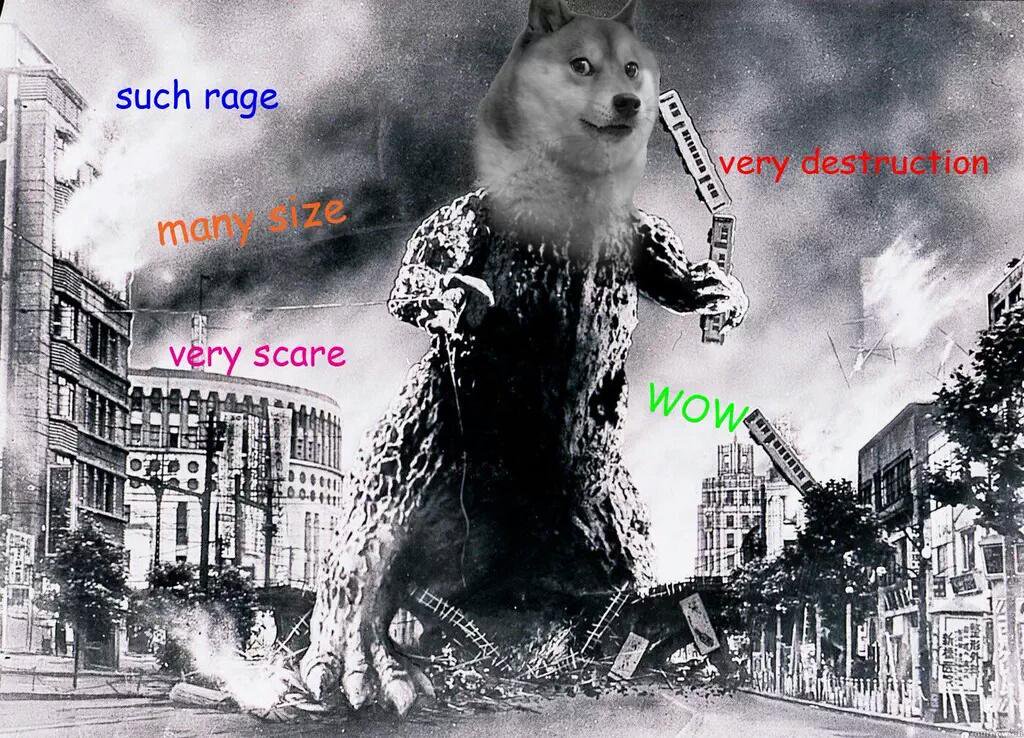 such rage
very destruction
many size
very scare
wow